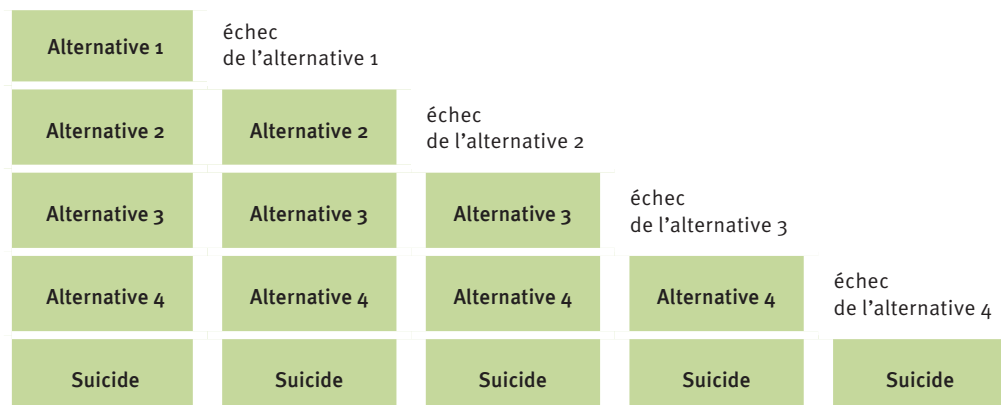 Alternative 1
échec
de l’alternative 1
Alternative 2
Alternative 2
échec
de l’alternative 2
Alternative 3
Alternative 3
Alternative 3
échec
de l’alternative 3
Alternative 4
Alternative 4
Alternative 4
Alternative 4
échec
de l’alternative 4
Suicide
Suicide
Suicide
Suicide
Suicide